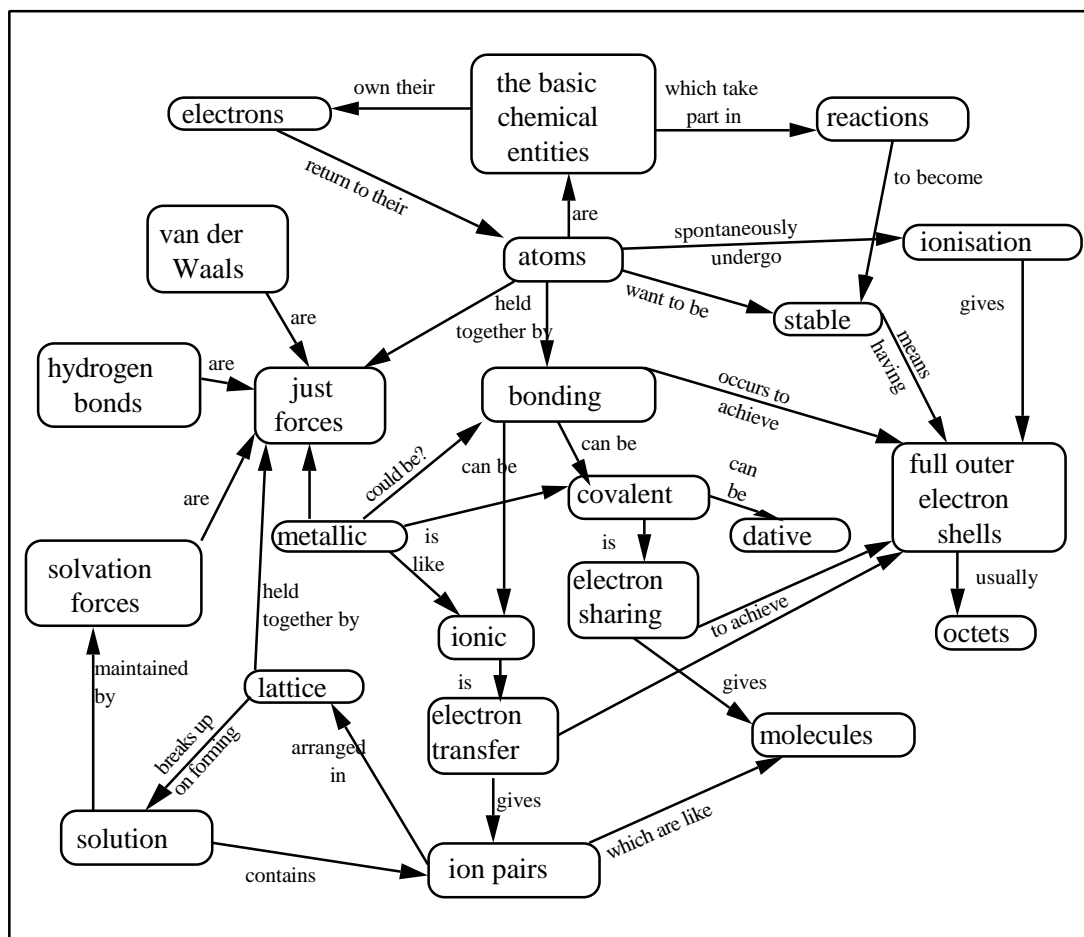 the basic
chemical
entities
own their
which take
part in
electrons
reactions
return to their
to become
are
van der
Waals
atoms
spontaneously
undergo
ionisation
want to be
held
together by
gives
stable
means
having
are
hydrogen
bonds
are
just
forces
bonding
occurs to
achieve
could be?
can be
can be
full outer
electron
shells
covalent
can
be
dative
are
metallic
is
like
is
solvation
forces
held
together by
electron
sharing
usually
to achieve
octets
ionic
maintained
by
is
lattice
gives
electron
transfer
molecules
breaks up
on forming
arranged
in
gives
which are like
solution
contains
ion pairs